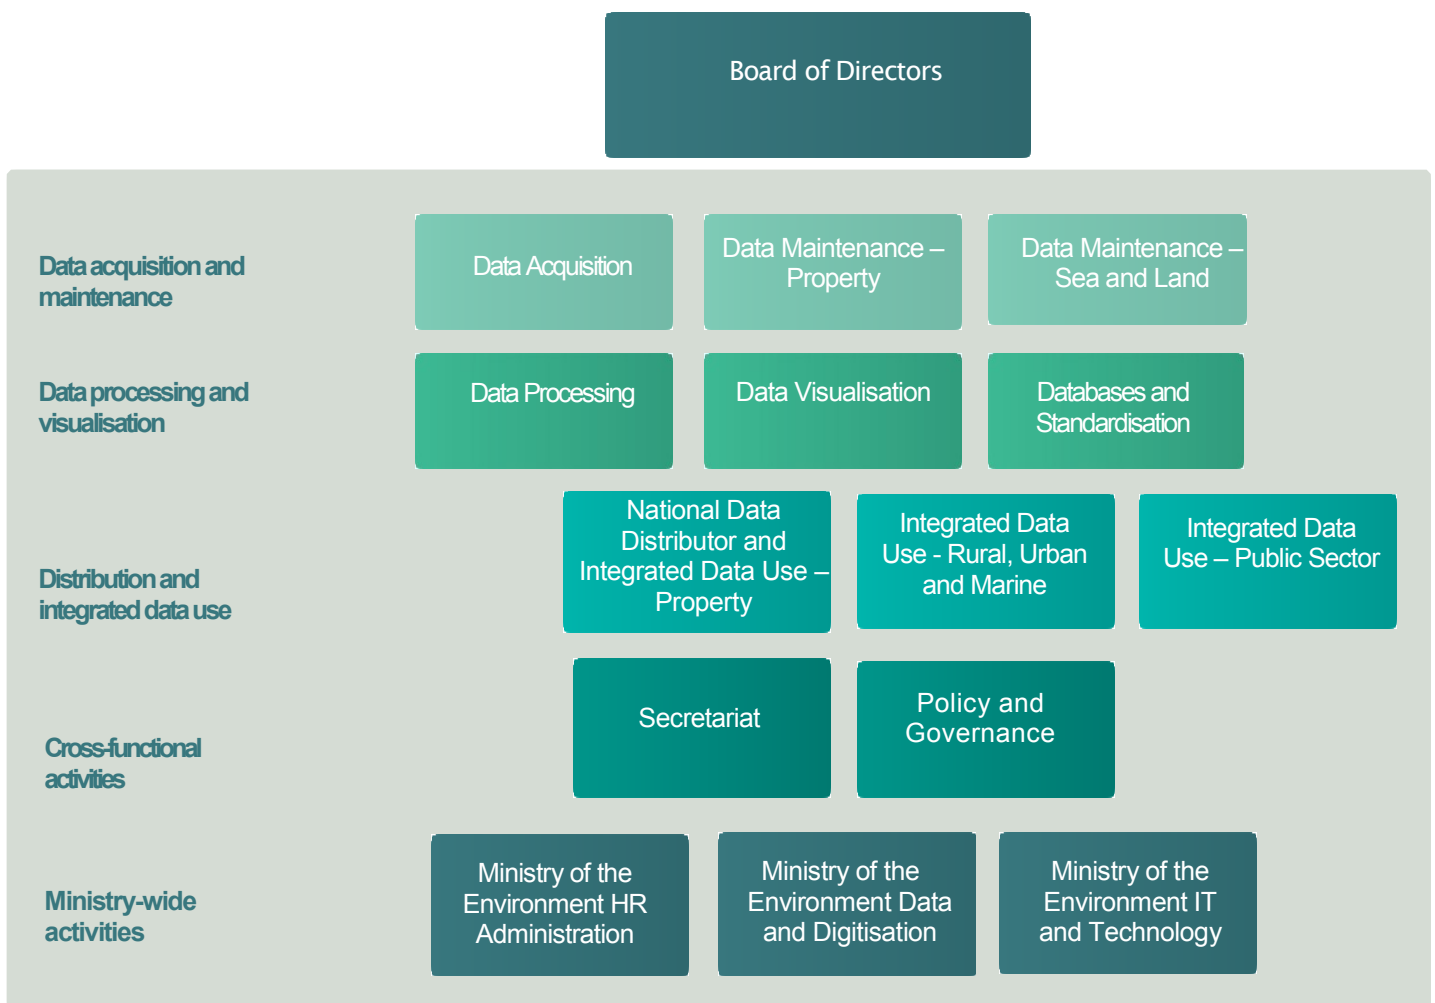 Board of Directors
Data acquisition and
maintenance
Data Acquisition
Data Maintenance –
Property
Data Maintenance –
Sea and Land
Data processing and
visualisation
Data Processing
Data Visualisation
Databases and
Standardisation
Distribution and
integrated data use
National Data
Distributor and
Integrated Data Use –
Property
Integrated Data
Use - Rural, Urban
and Marine
Integrated Data
Use – Public Sector
Cross-functional
activities
Secretariat
Policy and
Governance
Ministry-wide
activities
Ministry of the
Environment HR
Administration
Ministry of the
Environment Data
and Digitisation
Ministry of the
Environment IT
and Technology